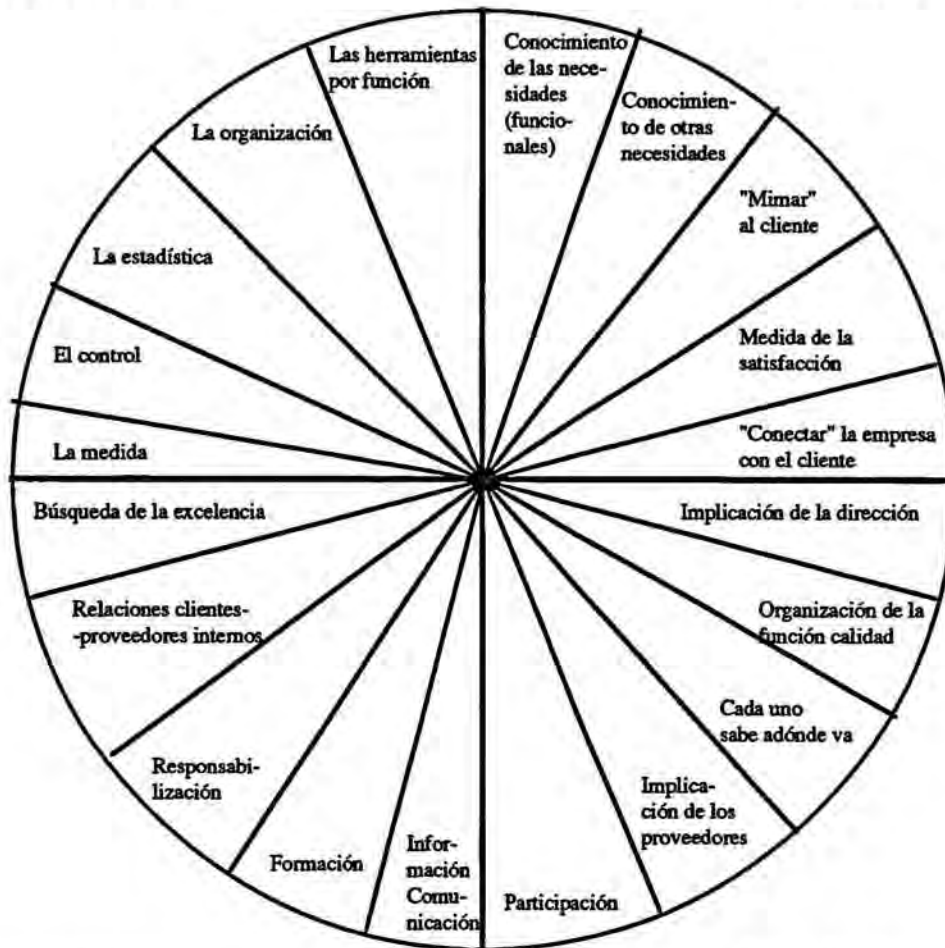 Conocimiento
de las nece-
sidades
(funcio-
nales)
Conocimien-
to de otras
necesidades
"Mimar"
al cliente
Medida de la
satisfacción
"Conectar" la empresa
con el cliente
Implicación de la dirección
Organización de la
función calidad
Cada uno
sabe adónde va
Implica-
ción de los
proveedores
Participación
Infor-
mación
Comu-
nicación
Formación
Responsabi-
lización
Relaciones clientes-
-proveedores internos
Búsqueda de la excelencia
La medida
El control
La estadística
La organización
Las herramientas
por función